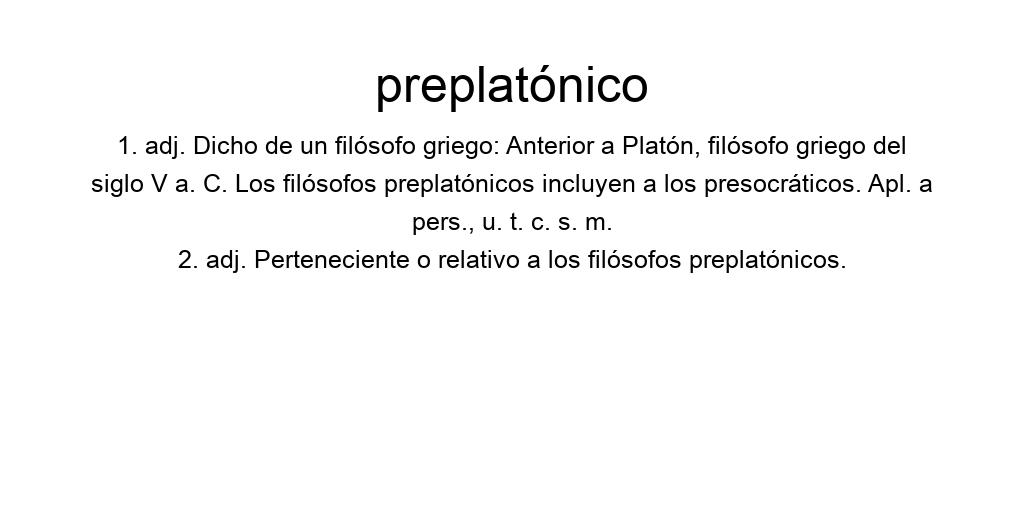 preplatónico
1. adj. Dicho de un filósofo griego: Anterior a Platón, filósofo griego del
siglo V a. C. Los filósofos preplatónicos incluyen a los presocráticos. Apl. a
pers., u. t. c. s. m.
2. adj. Perteneciente o relativo a los filósofos preplatónicos.